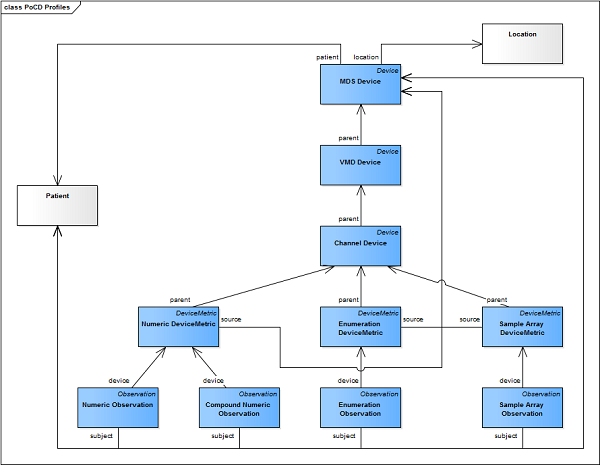 class PoCD Profiles
Location
patient
location
Device
MDS Device
parent
Device
VMD Device
Patient
parent
Device
Channel Device
parent
parent
parent
DeviceMetric
Numeric DeviceMetric
source
DeviceMetric
Enumeration
DeviceMetric
source
source
DeviceMetric
Sample Array
DeviceMetric
device
device
device
device
Observation
Numeric Observation
Observation
Compound Numeric
Observation
Observation
Enumeration
Observation
Observation
Sample Array
Observation
subject
subject
subject
subject